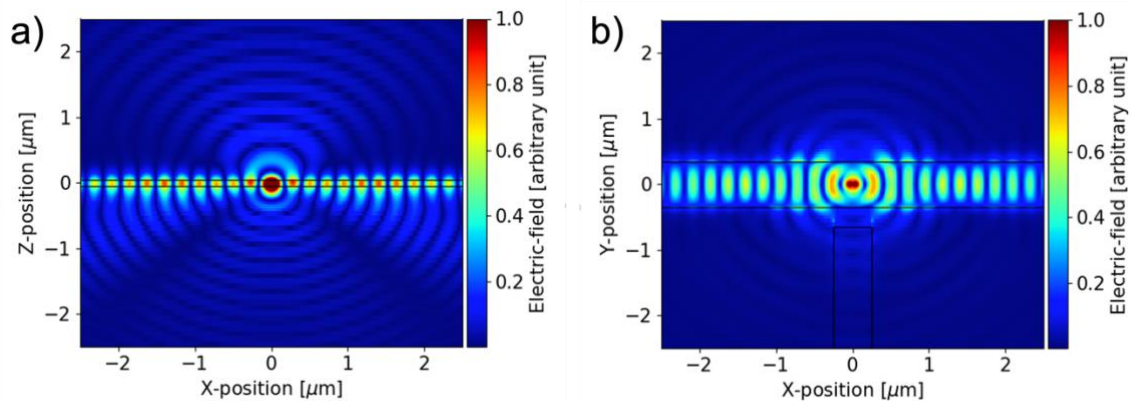 a)
Z-position [μm]
2
1
0
−1
−2
−2 −1 0 1 2
X-position [μm]
1.0
0.8
0.6
0.4
0.2
Electric-field [arbitrary unit]
b)
Y-position [μm]
2
1
0
−1
−2
−2 −1 0 1 2
X-position [μm]
1.0
0.8
0.6
0.4
0.2
Electric-field [arbitrary unit]